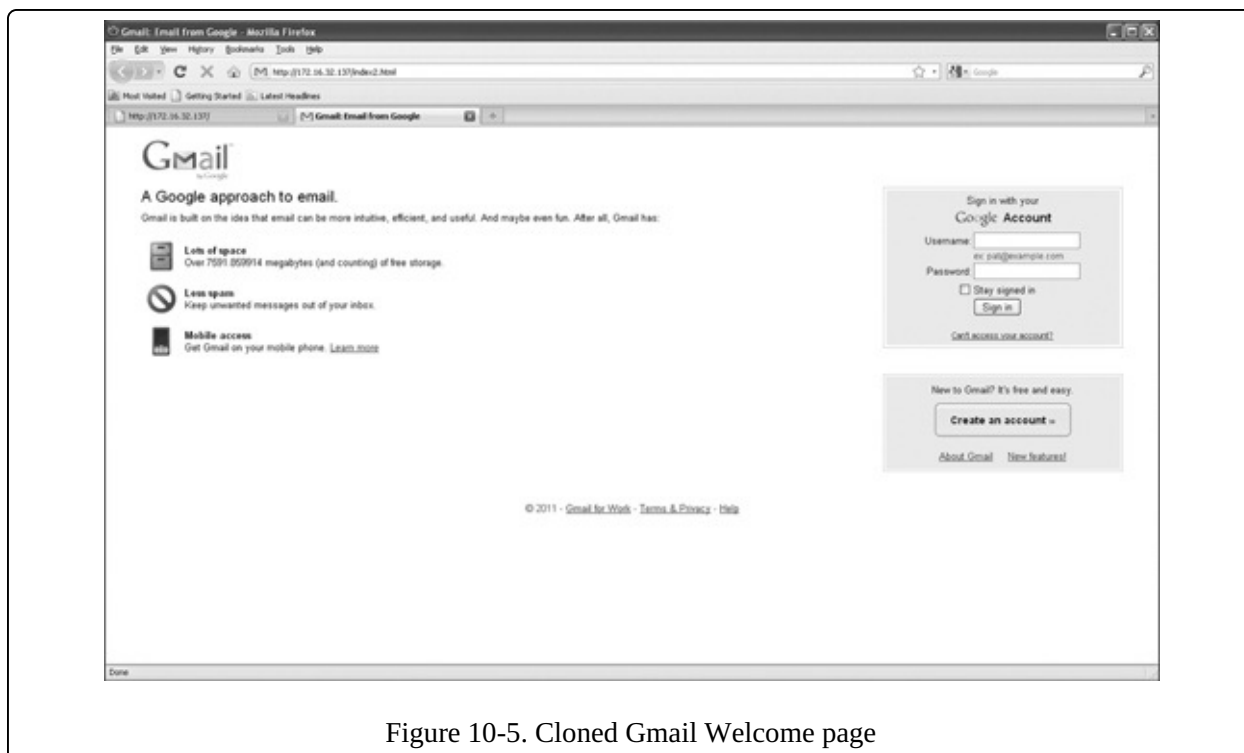 Gmail: Email from Google - Mozilla Firefox
File Edit View History Bookmarks Tools Help
http://172.16.32.137/index2.html
Google
Most Visited Getting Started Latest Headlines
http://172.16.32.137/ Gmail: Email from Google
Gmail
by Google
A Google approach to email.
Gmail is built on the idea that email can be more intuitive, efficient, and useful. And maybe even fun. After all, Gmail has:
Lots of space
Over 7591.859914 megabytes (and counting) of free storage.
Less spam
Keep unwanted messages out of your inbox.
Mobile access
Get Gmail on your mobile phone. Learn more
Sign in with your
Google Account
Username:
ex: pat@example.com
Password:
Stay signed in
Sign in
Can't access your account?
New to Gmail? It's free and easy.
Create an account »
About Gmail New features!
© 2011 - Gmail for Work - Terms & Privacy - Help
Done
Figure 10-5. Cloned Gmail Welcome page